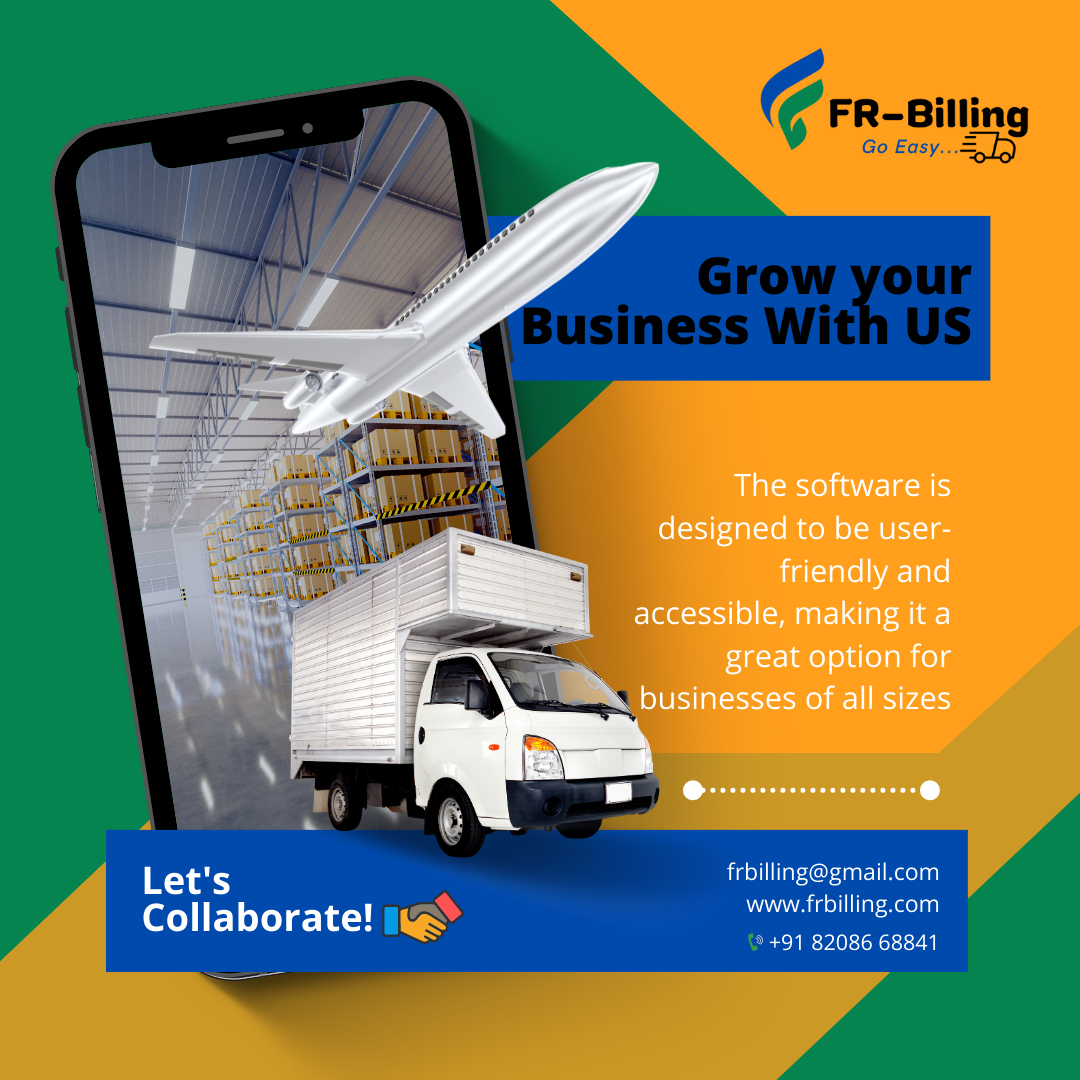 FR-Billing
Go Easy...
Grow your
Business With US
The software is
designed to be user-
friendly and
accessible, making it a
great option for
businesses of all sizes
Let's
Collaborate!
frbilling@gmail.com
www.frbilling.com
+91 82086 68841